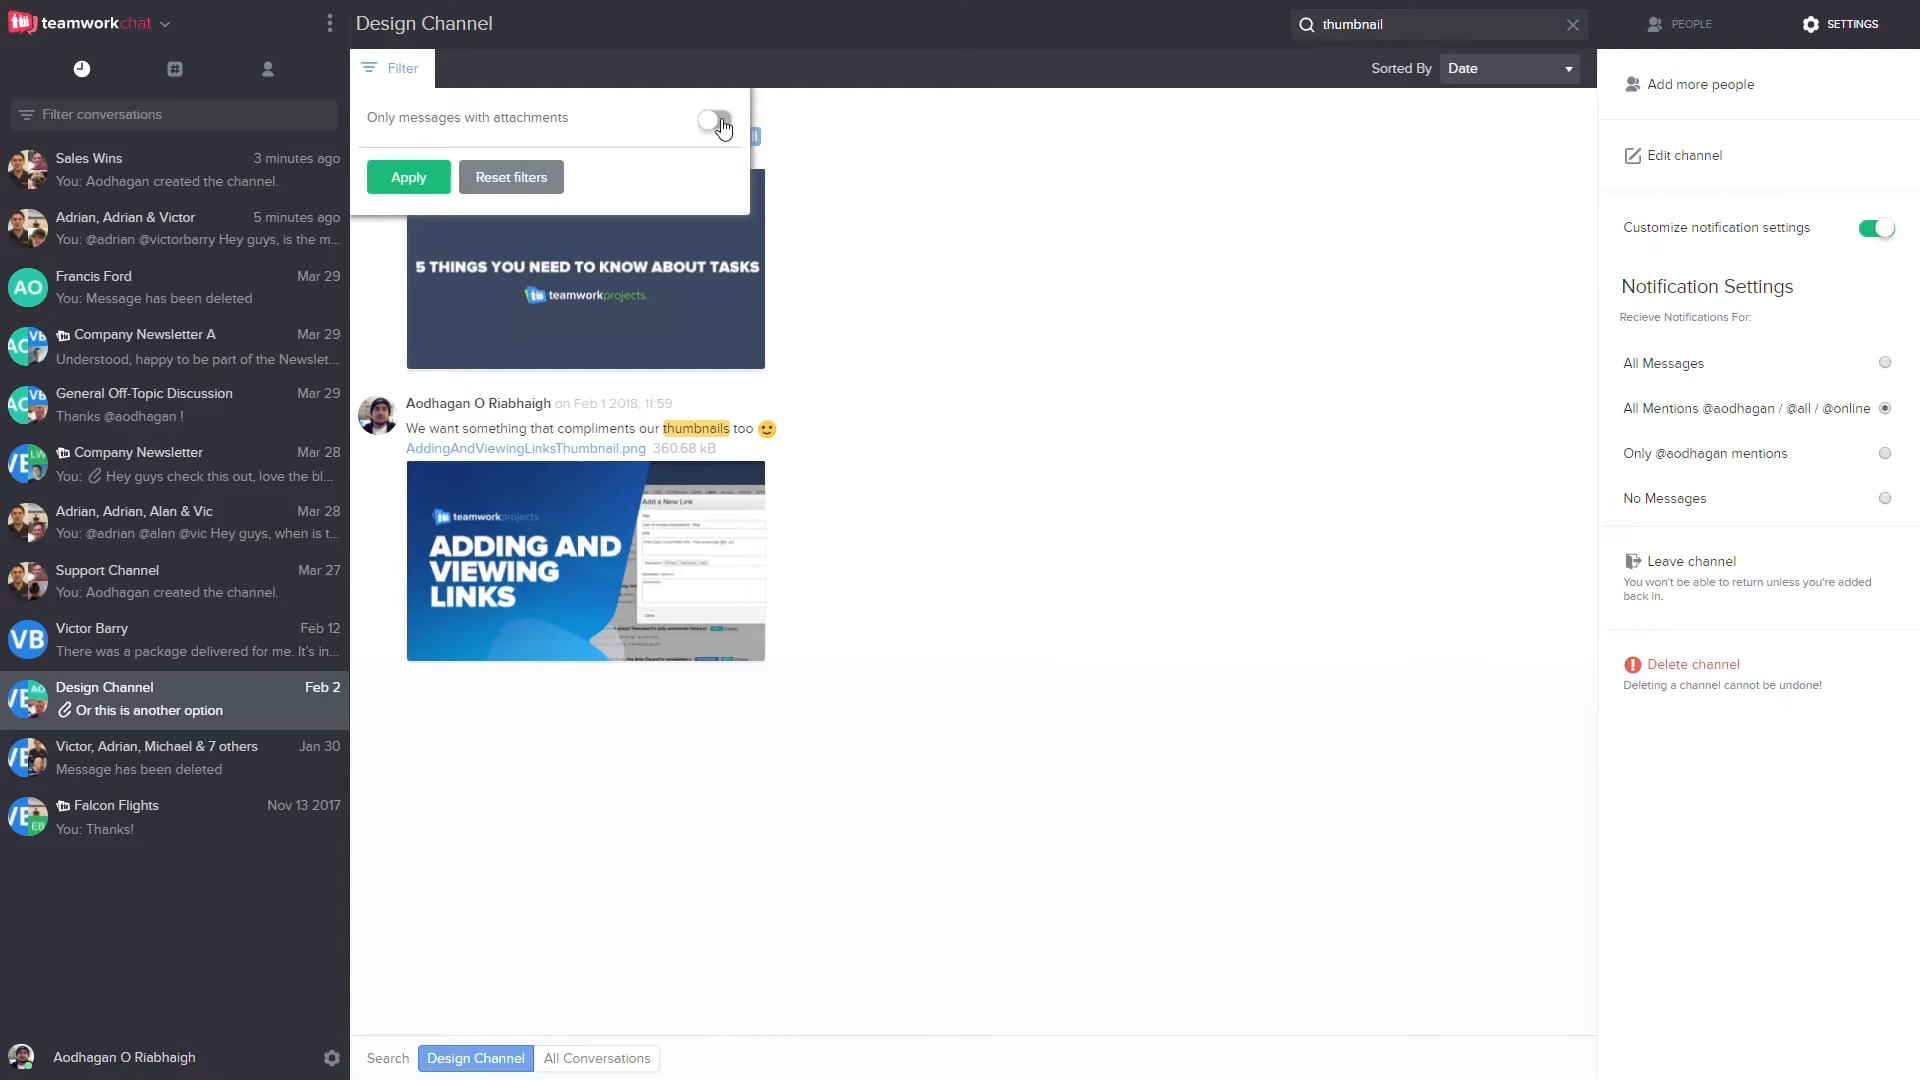 teamworkchat
Filter conversations
Sales Wins 3 minutes ago
You: Aodhagan created the channel.
Adrian, Adrian & Victor 5 minutes ago
You: @adrian @victorbarry Hey guys, is the m...
AO
Francis Ford Mar 29
You: Message has been deleted
Company Newsletter A Mar 29
Understood, happy to be part of the Newslet...
General Off-Topic Discussion Mar 29
Thanks @aodhagan !
Company Newsletter Mar 28
You: Hey guys check this out, love the bl...
Adrian, Adrian, Alan & Vic Mar 28
You: @adrian @alan @vic Hey guys, when is t...
Support Channel Mar 27
You: Aodhagan created the channel.
VB
Victor Barry Feb 12
There was a package delivered for me. It's in...
Design Channel Feb 2
Or this is another option
Victor, Adrian, Michael & 7 others Jan 30
Message has been deleted
Falcon Flights Nov 13 2017
You: Thanks!
Aodhagan O Riabhaigh
Design Channel
thumbnail
Filter
Sorted By Date
Only messages with attachments
Apply Reset filters
5 THINGS YOU NEED TO KNOW ABOUT TASKS
teamworkprojects
Aodhagan O Riabhaigh on Feb 1 2018, 11:59
We want something that compliments our thumbnails too
AddingAndViewingLinksThumbnail.png 360.68 kB
teamworkprojects
ADDING AND
VIEWING
LINKS
Add a New Link
Search Design Channel All Conversations
PEOPLE SETTINGS
Add more people
Edit channel
Customize notification settings
Notification Settings
Recieve Notifications For:
All Messages
All Mentions @aodhagan / @all / @online
Only @aodhagan mentions
No Messages
Leave channel
You won't be able to return unless you're added
back in.
Delete channel
Deleting a channel cannot be undone!